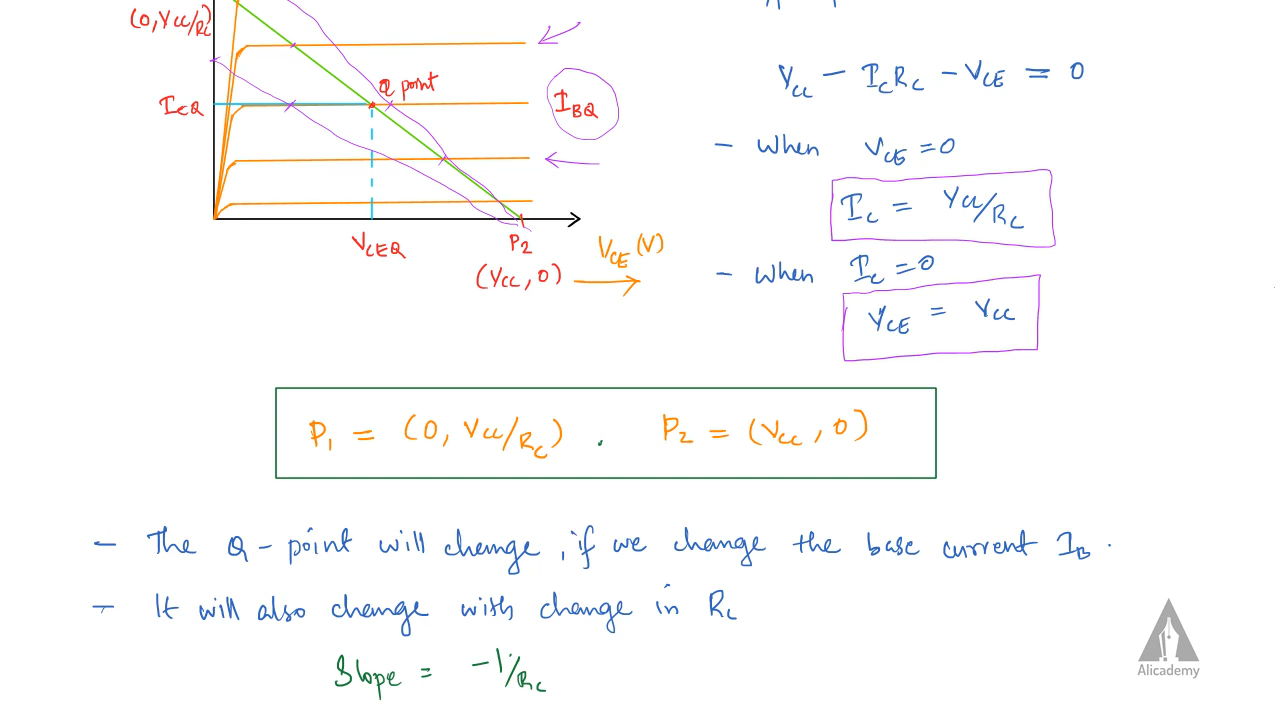 (0, Vcc/Rc)
Q point
ICQ
IBQ
VCEQ
P2
(Vcc, 0)
VCE (V)
Vcc - IcRc - VCE = 0
- When VCE = 0
Ic = Vcc/Rc
- When Ic = 0
VCE = Vcc
P1 = (0, Vcc/Rc) . P2 = (Vcc, 0)
- The Q-point will change, if we change the base current IB.
- It will also change with change in Rc
Slope = -1/Rc
Alicademy